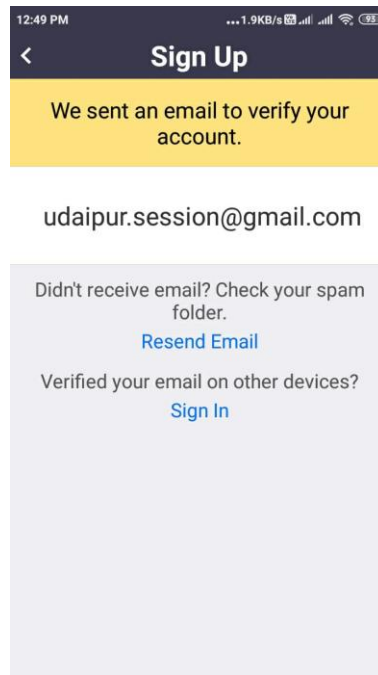 12:49 PM ...1.9KB/s 93
Sign Up
We sent an email to verify your
account.
udaipur.session@gmail.com
Didn't receive email? Check your spam
folder.
Resend Email
Verified your email on other devices?
Sign In